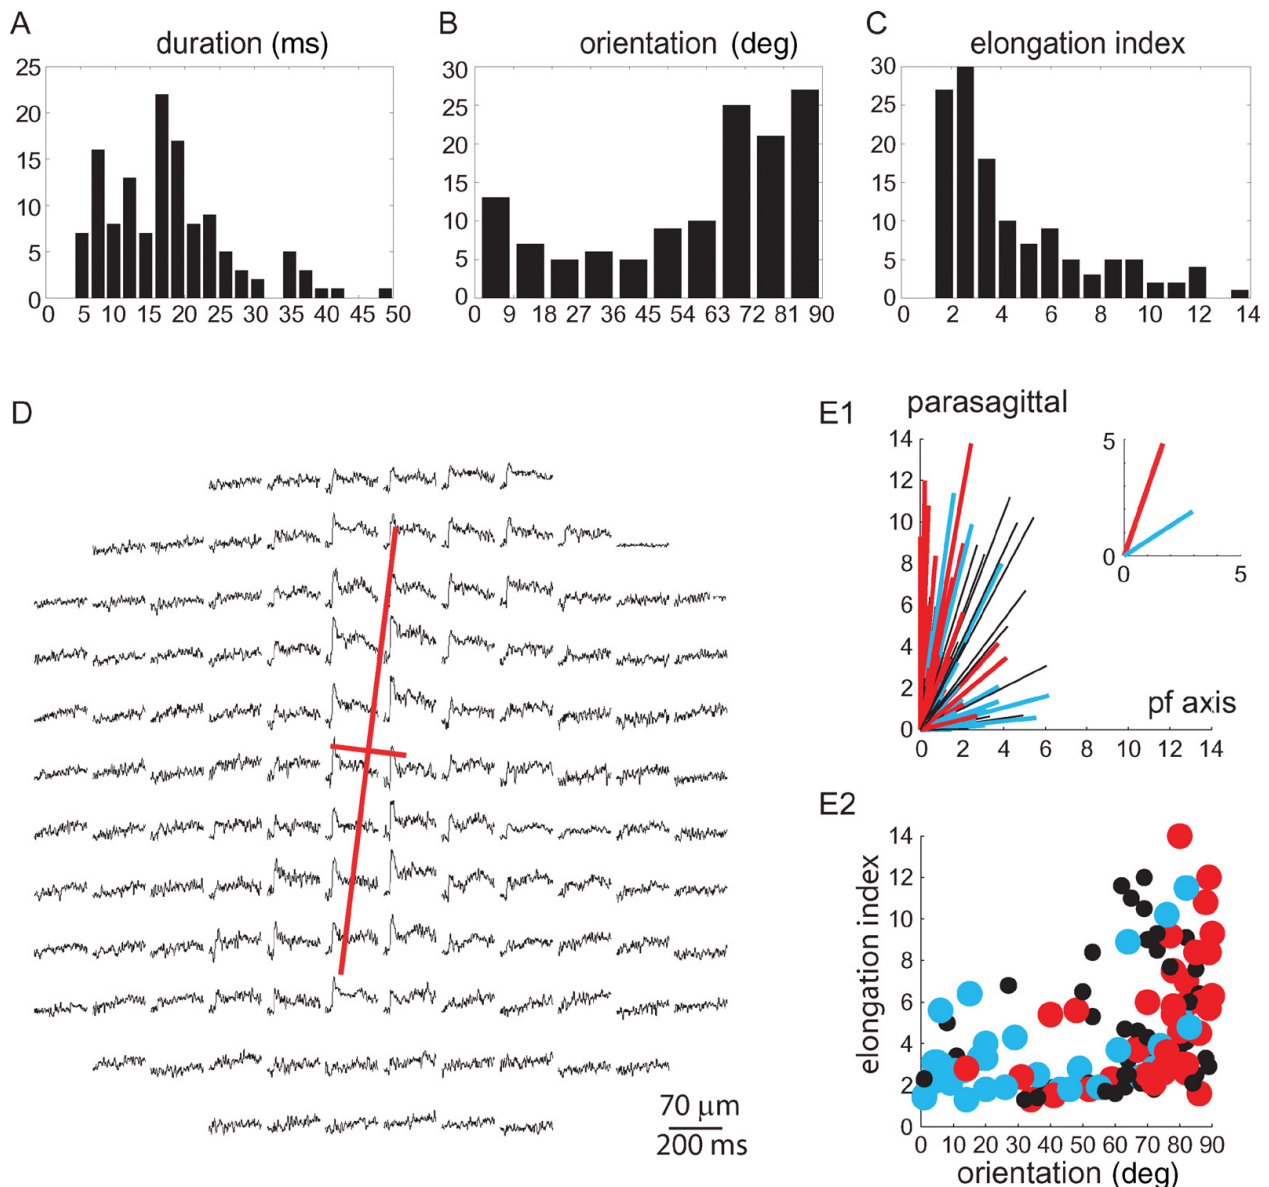 A
duration (ms)
25
20
15
10
5
0
0 5 10 15 20 25 30 35 40 45 50
B
orientation (deg)
30
25
20
15
10
5
0
0 9 18 27 36 45 54 63 72 81 90
C
elongation index
30
25
20
15
10
5
0
0 2 4 6 8 10 12 14
D
70 μm
200 ms
E1
parasagittal
14
12
10
8
6
4
2
0
0 2 4 6 8 10 12 14
pf axis
5
0
0 5
E2
elongation index
14
12
10
8
6
4
2
0
0 10 20 30 40 50 60 70 80 90
orientation (deg)